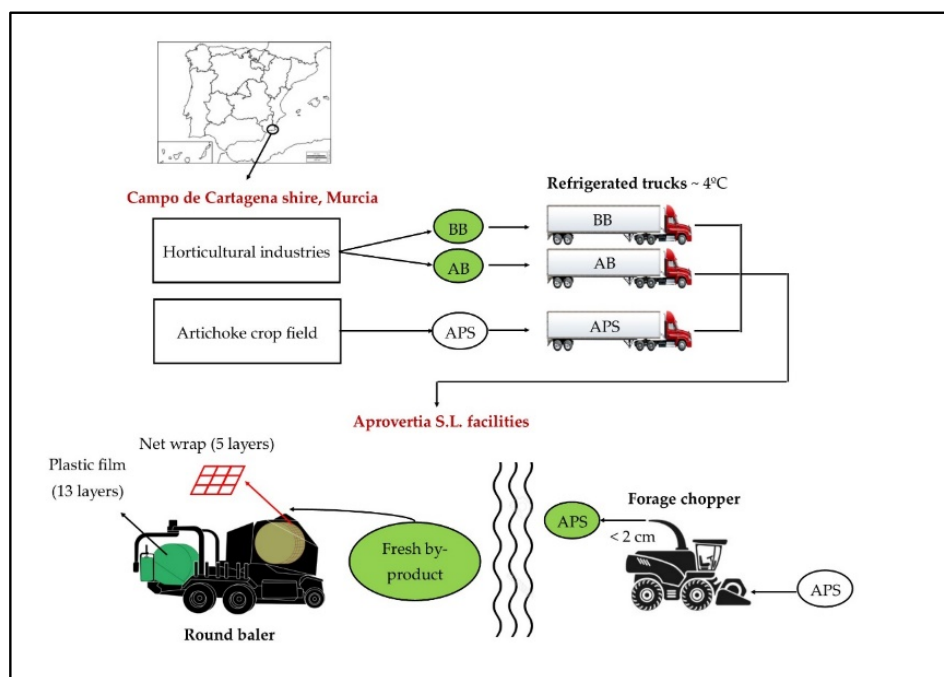 Campo de Cartagena shire, Murcia
Refrigerated trucks ~ 4ºC
Horticultural industries
BB
BB
AB
AB
Artichoke crop field
APS
APS
Aprovertia S.L. facilities
Net wrap (5 layers)
Plastic film
(13 layers)
Forage chopper
APS
< 2 cm
Fresh by-
product
APS
Round baler